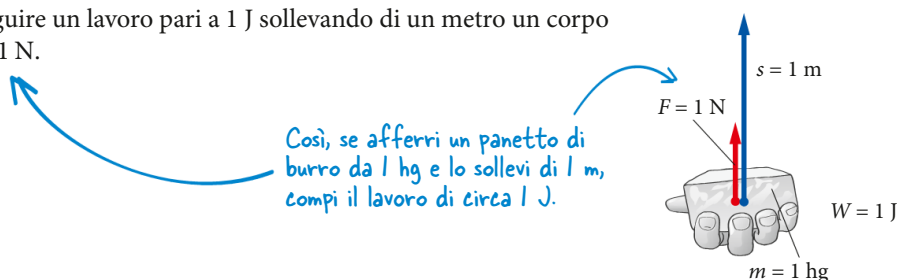 guire un lavoro pari a 1 J sollevando di un metro un corpo
1 N.
Così, se afferri un panetto di
burro da 1 hg e lo sollevi di 1 m,
compi il lavoro di circa 1 J.
s = 1 m
F = 1 N
W = 1 J
m = 1 hg